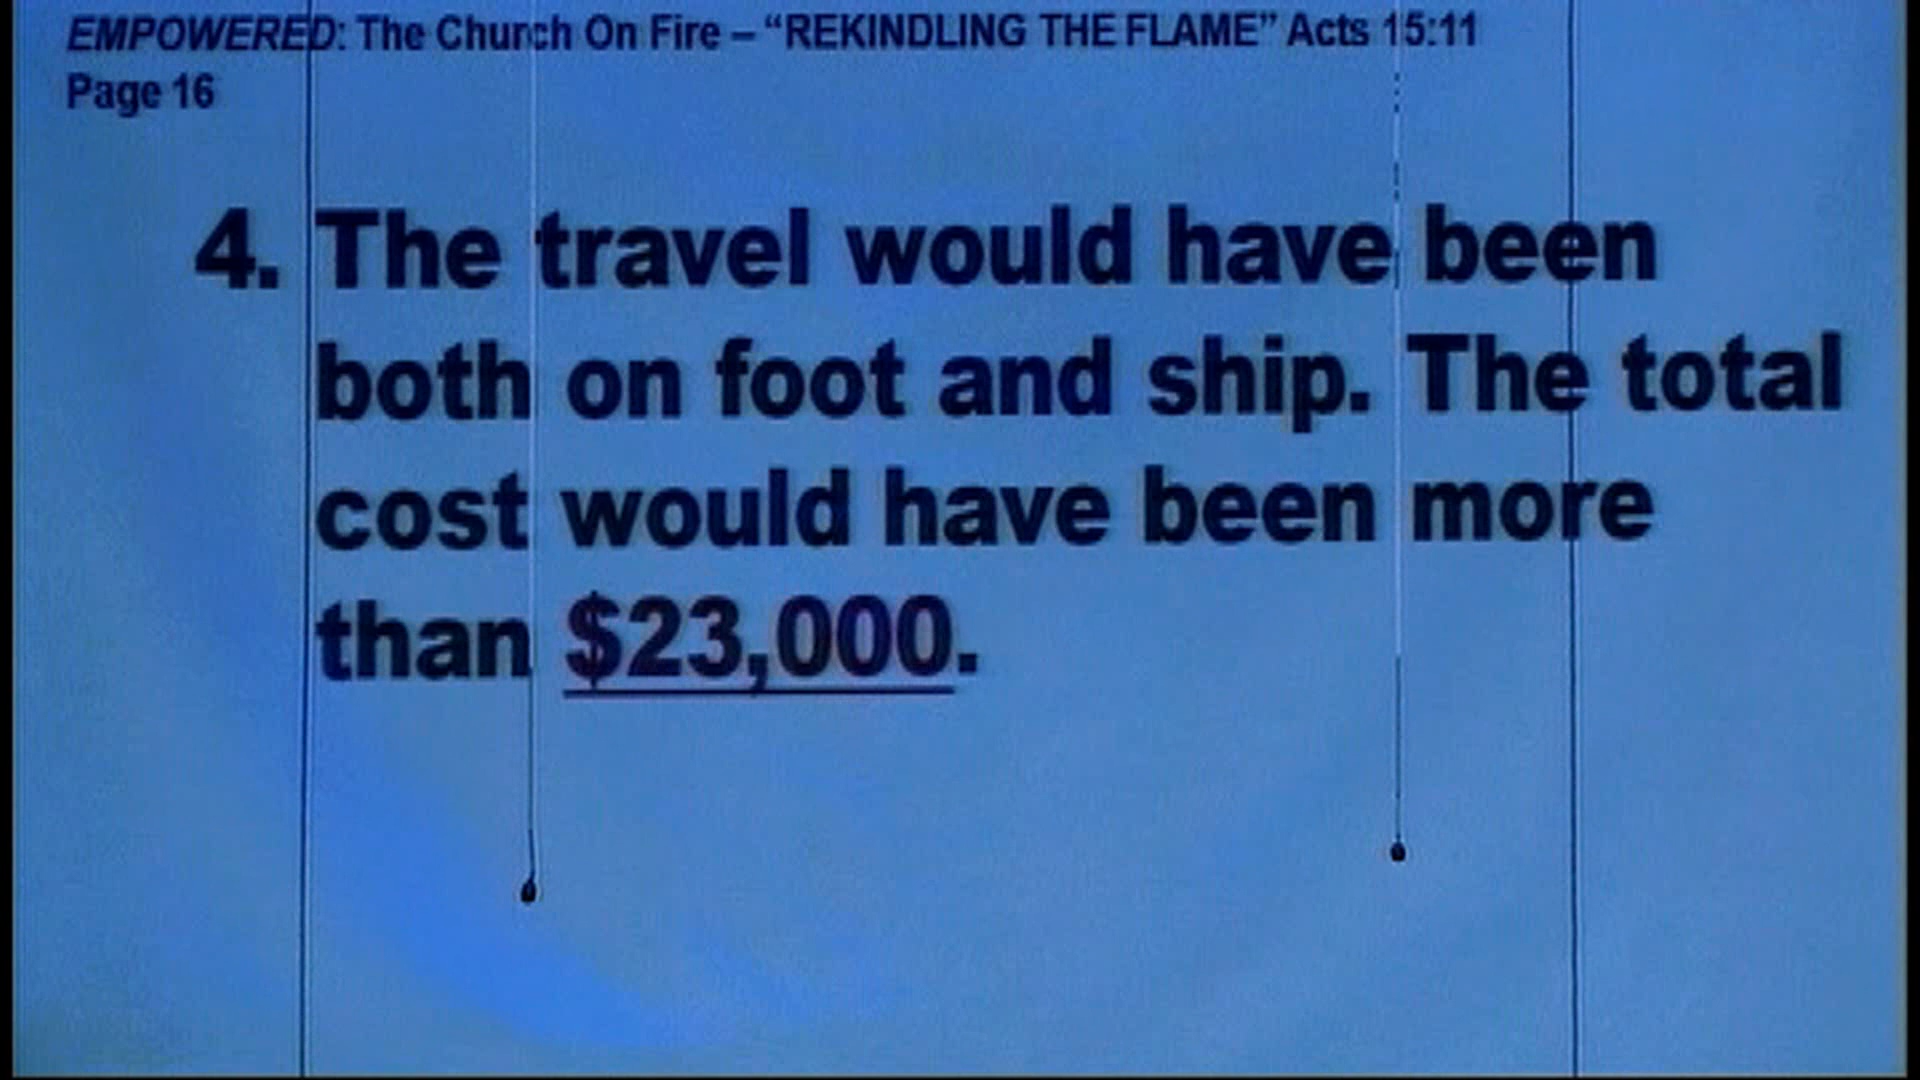 EMPOWERED: The Church On Fire – “REKINDLING THE FLAME” Acts 15:11
Page 16
4. The travel would have been
both on foot and ship. The total
cost would have been more
than $23,000.